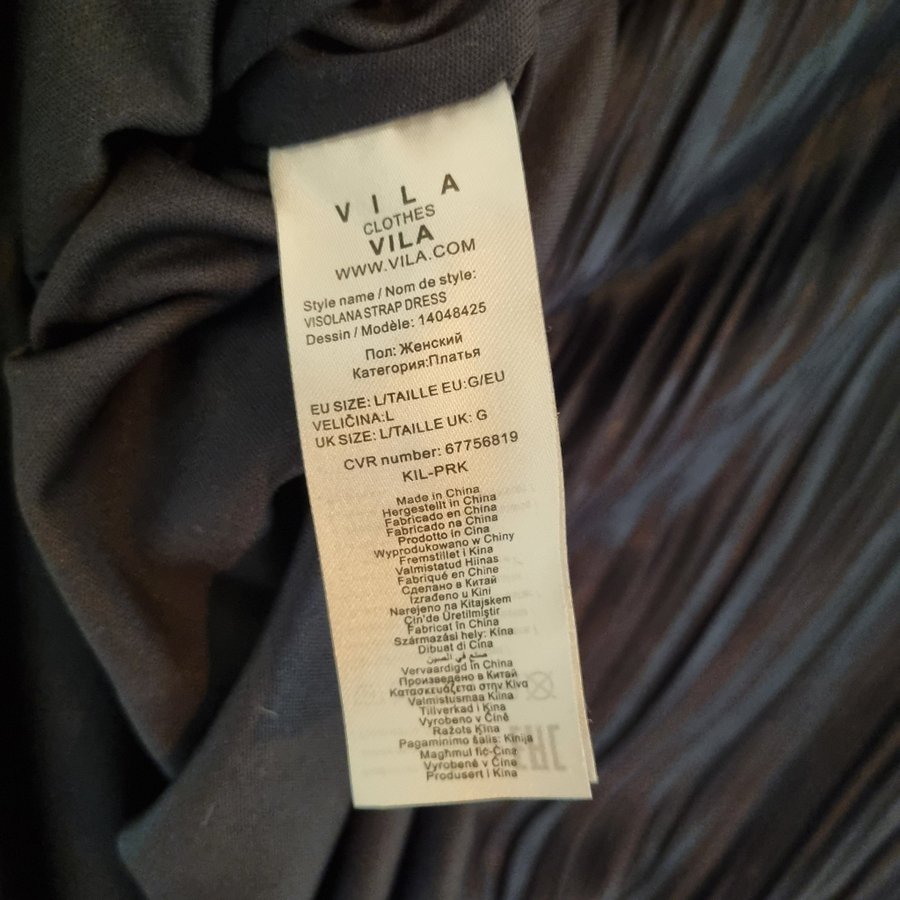 VILA
CLOTHES
VILA
WWW.VILA.COM
Style name / Nom de style:
VISOLANA STRAP DRESS
Dessin / Modèle: 14048425
Пол: Женский
Категория:Платья
EU SIZE: L/TAILLE EU:G/EU
VELIČINA:L
UK SIZE: L/TAILLE UK: G
CVR number: 67756819
KIL-PRK
Made in China
Hergestellt in China
Fabricado en China
Fabricado na China
Prodotto in Cina
Wyprodukowano w Chiny
Fremstillet i Kina
Valmistatud Hiinas
Fabriqué en Chine
Сделано в Китай
Izrađeno u Kini
Narejeno na Kitajskem
Çin'de Üretilmiştir
Fabricat în China
Származási hely: Kína
Dibuat di Cina
صنع في الصين
Vervaardigd in China
Произведено в Китай
Κατασκευάζεται στην Κίνα
Valmistusmaa Kiina
Tillverkad i Kina
Vyrobeno v Číně
Ražots Ķīna
Pagaminimo šalis: Kinija
Magħmul fiċ-Ċina
Vyrobené v Číne
Produsert i Kina